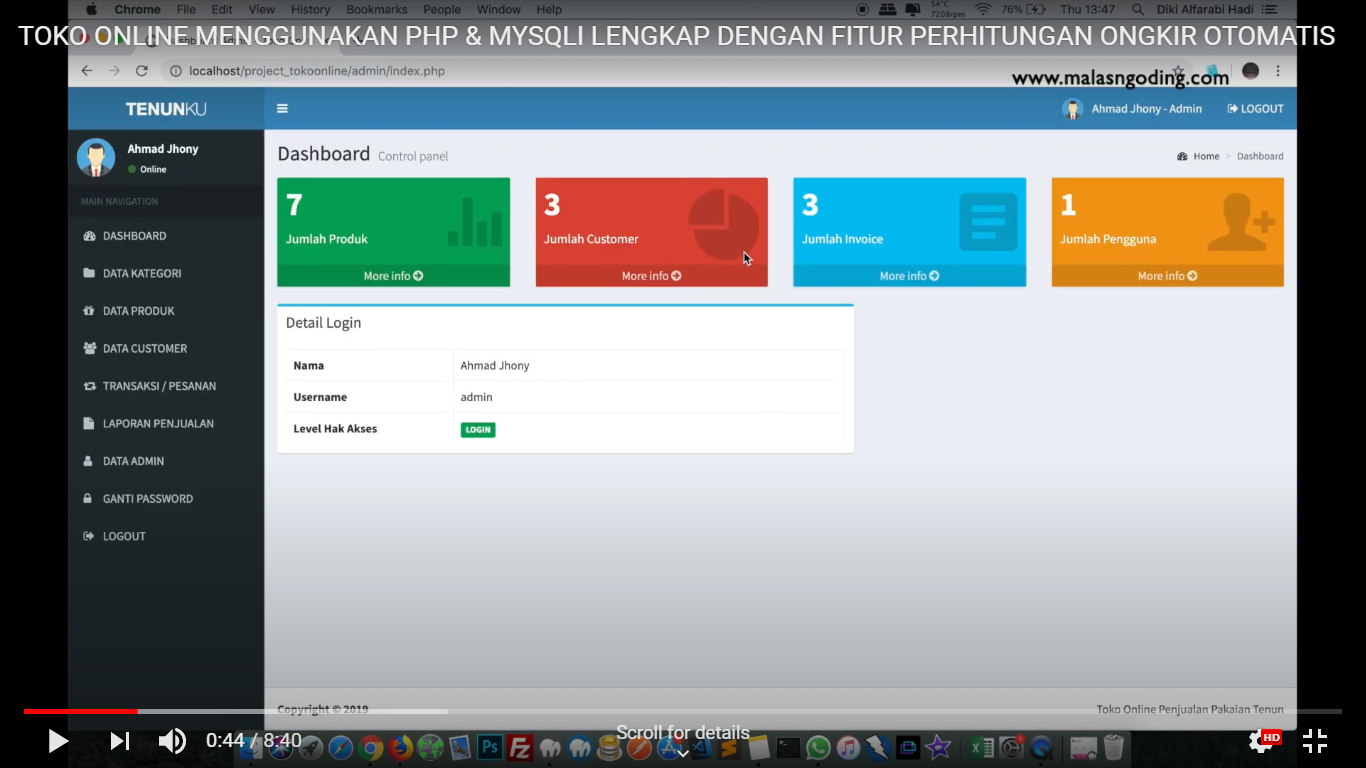 Chrome File Edit View History Bookmarks People Window Help 54°C 7208rpm 76% Thu 13:47 Diki Alfarabi Hadi
TOKO ONLINE MENGGUNAKAN PHP & MYSQLI LENGKAP DENGAN FITUR PERHITUNGAN ONGKIR OTOMATIS
localhost/project_tokoonline/admin/index.php
www.malasngoding.com
TENUNKU
Ahmad Jhony - Admin LOGOUT
Ahmad Jhony
Online
MAIN NAVIGATION
DASHBOARD
DATA KATEGORI
DATA PRODUK
DATA CUSTOMER
TRANSAKSI / PESANAN
LAPORAN PENJUALAN
DATA ADMIN
GANTI PASSWORD
LOGOUT
Dashboard Control panel
Home > Dashboard
7
Jumlah Produk
More info
3
Jumlah Customer
More info
3
Jumlah Invoice
More info
1
Jumlah Pengguna
More info
Detail Login
Nama Ahmad Jhony
Username admin
Level Hak Akses LOGIN
Copyright © 2019
Toko Online Penjualan Pakaian Tenun
Scroll for details
0:44 / 8:40
HD
Ps
Fz